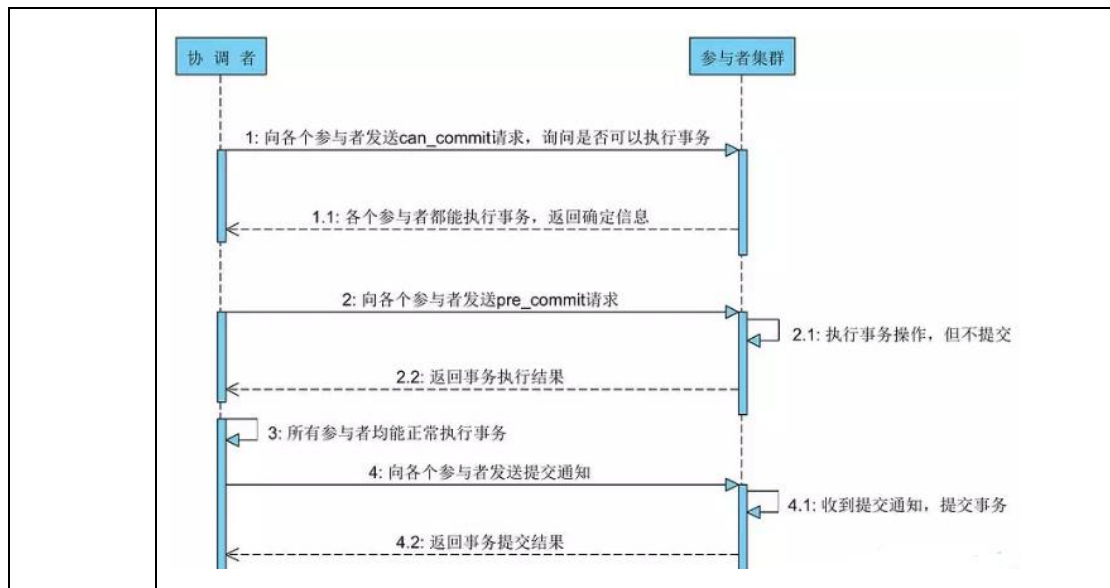 协 调 者
参与者集群
1: 向各个参与者发送can_commit请求，询问是否可以执行事务
1.1: 各个参与者都能执行事务，返回确定信息
2: 向各个参与者发送pre_commit请求
2.1: 执行事务操作，但不提交
2.2: 返回事务执行结果
3: 所有参与者均能正常执行事务
4: 向各个参与者发送提交通知
4.1: 收到提交通知，提交事务
4.2: 返回事务提交结果